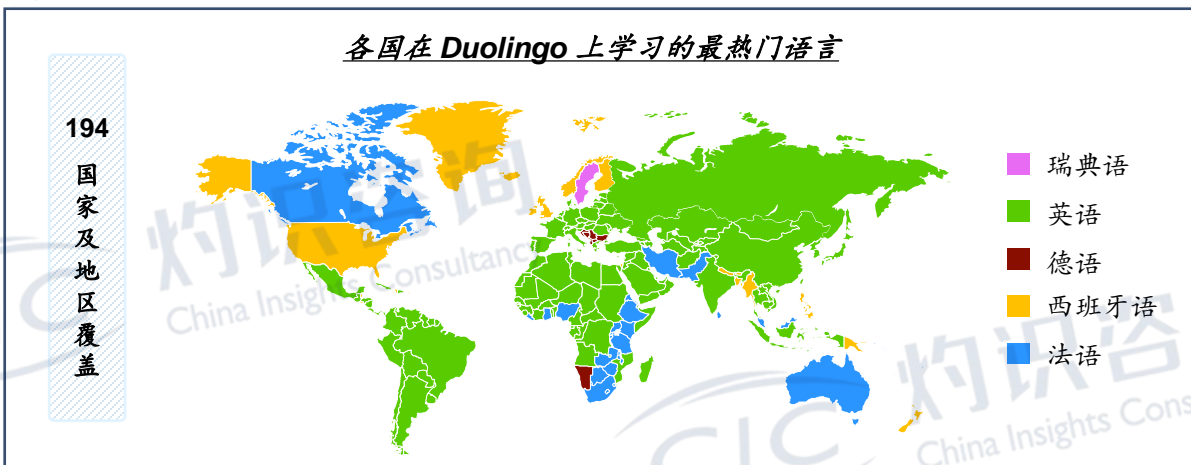 各国在 Duolingo 上学习的最热门语言
194
国家及地区覆盖
瑞典语
英语
德语
西班牙语
法语
灼识咨询
China Insights Consultancy
灼识咨
China Insights Cons
CIC